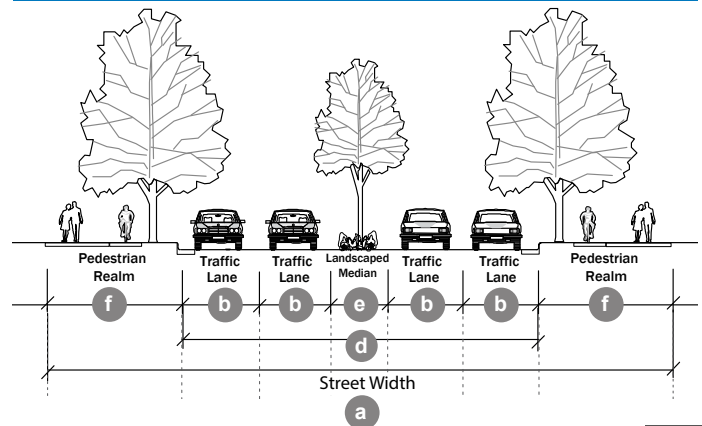 Pedestrian
Realm
Traffic
Lane
Traffic
Lane
Landscaped
Median
Traffic
Lane
Traffic
Lane
Pedestrian
Realm
f b b e b b f
d
Street Width
a